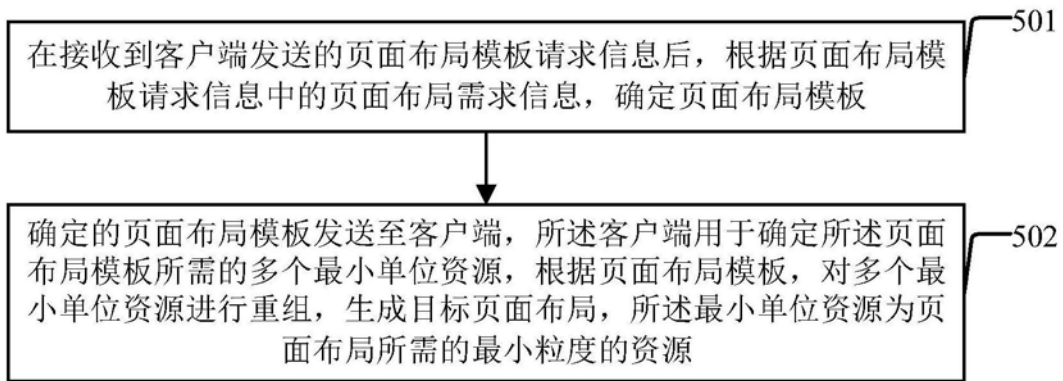 501
在接收到客户端发送的页面布局模板请求信息后，根据页面布局模
板请求信息中的页面布局需求信息，确定页面布局模板
502
确定的页面布局模板发送至客户端，所述客户端用于确定所述页面
布局模板所需的多个最小单位资源，根据页面布局模板，对多个最
小单位资源进行重组，生成目标页面布局，所述最小单位资源为页
面布局所需的最小粒度的资源